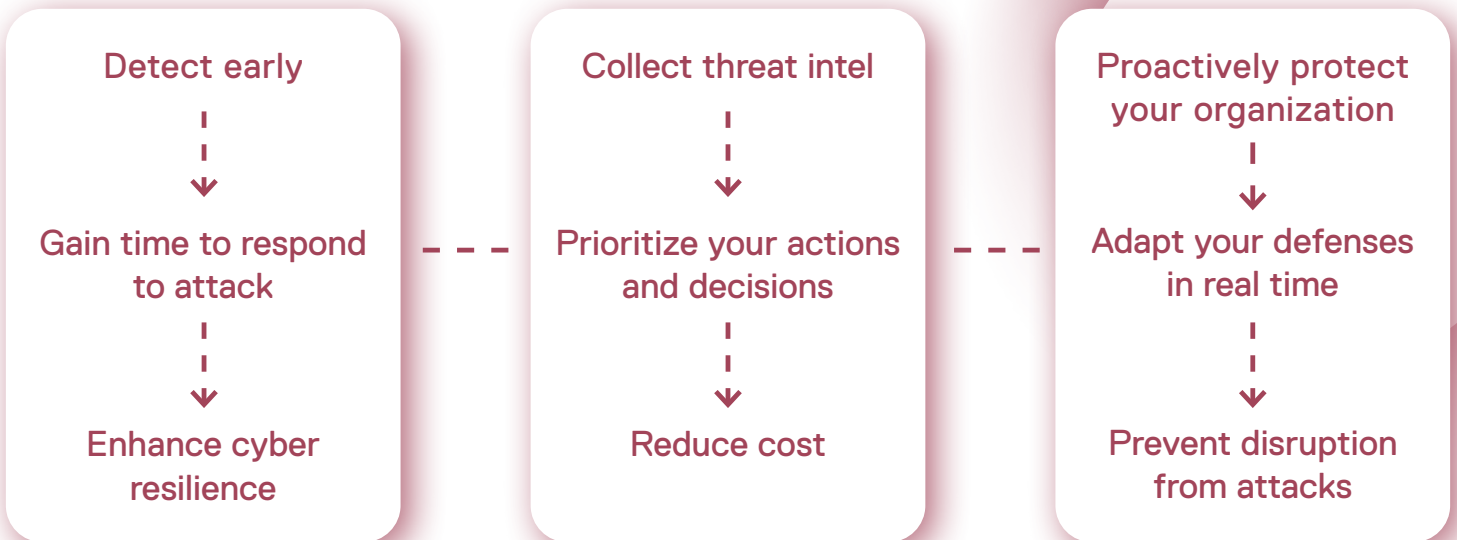 Detect early
Gain time to respond
to attack
Enhance cyber
resilience
Collect threat intel
Prioritize your actions
and decisions
Reduce cost
Proactively protect
your organization
Adapt your defenses
in real time
Prevent disruption
from attacks